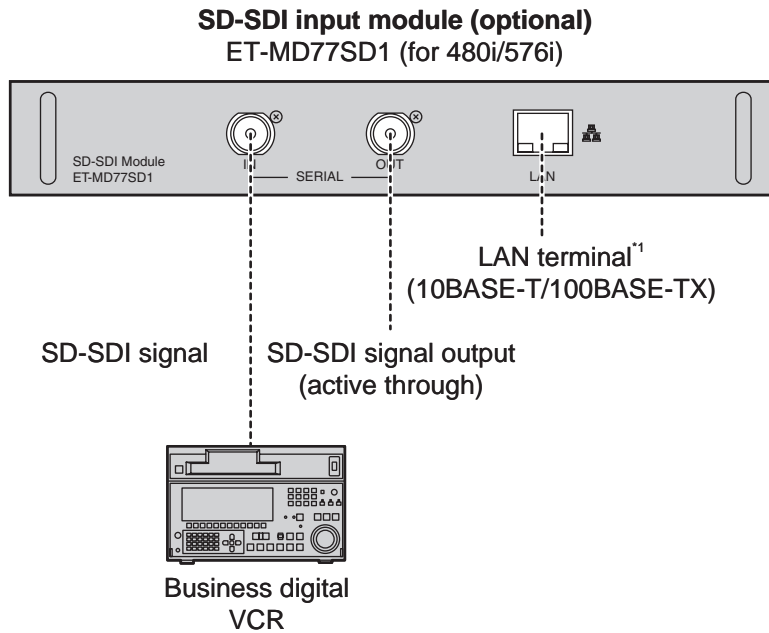 SD-SDI input module (optional)
ET-MD77SD1 (for 480i/576i)
SD-SDI Module
ET-MD77SD1
IN
SERIAL
OUT
LAN
LAN terminal*1
(10BASE-T/100BASE-TX)
SD-SDI signal
SD-SDI signal output
(active through)
Business digital
VCR